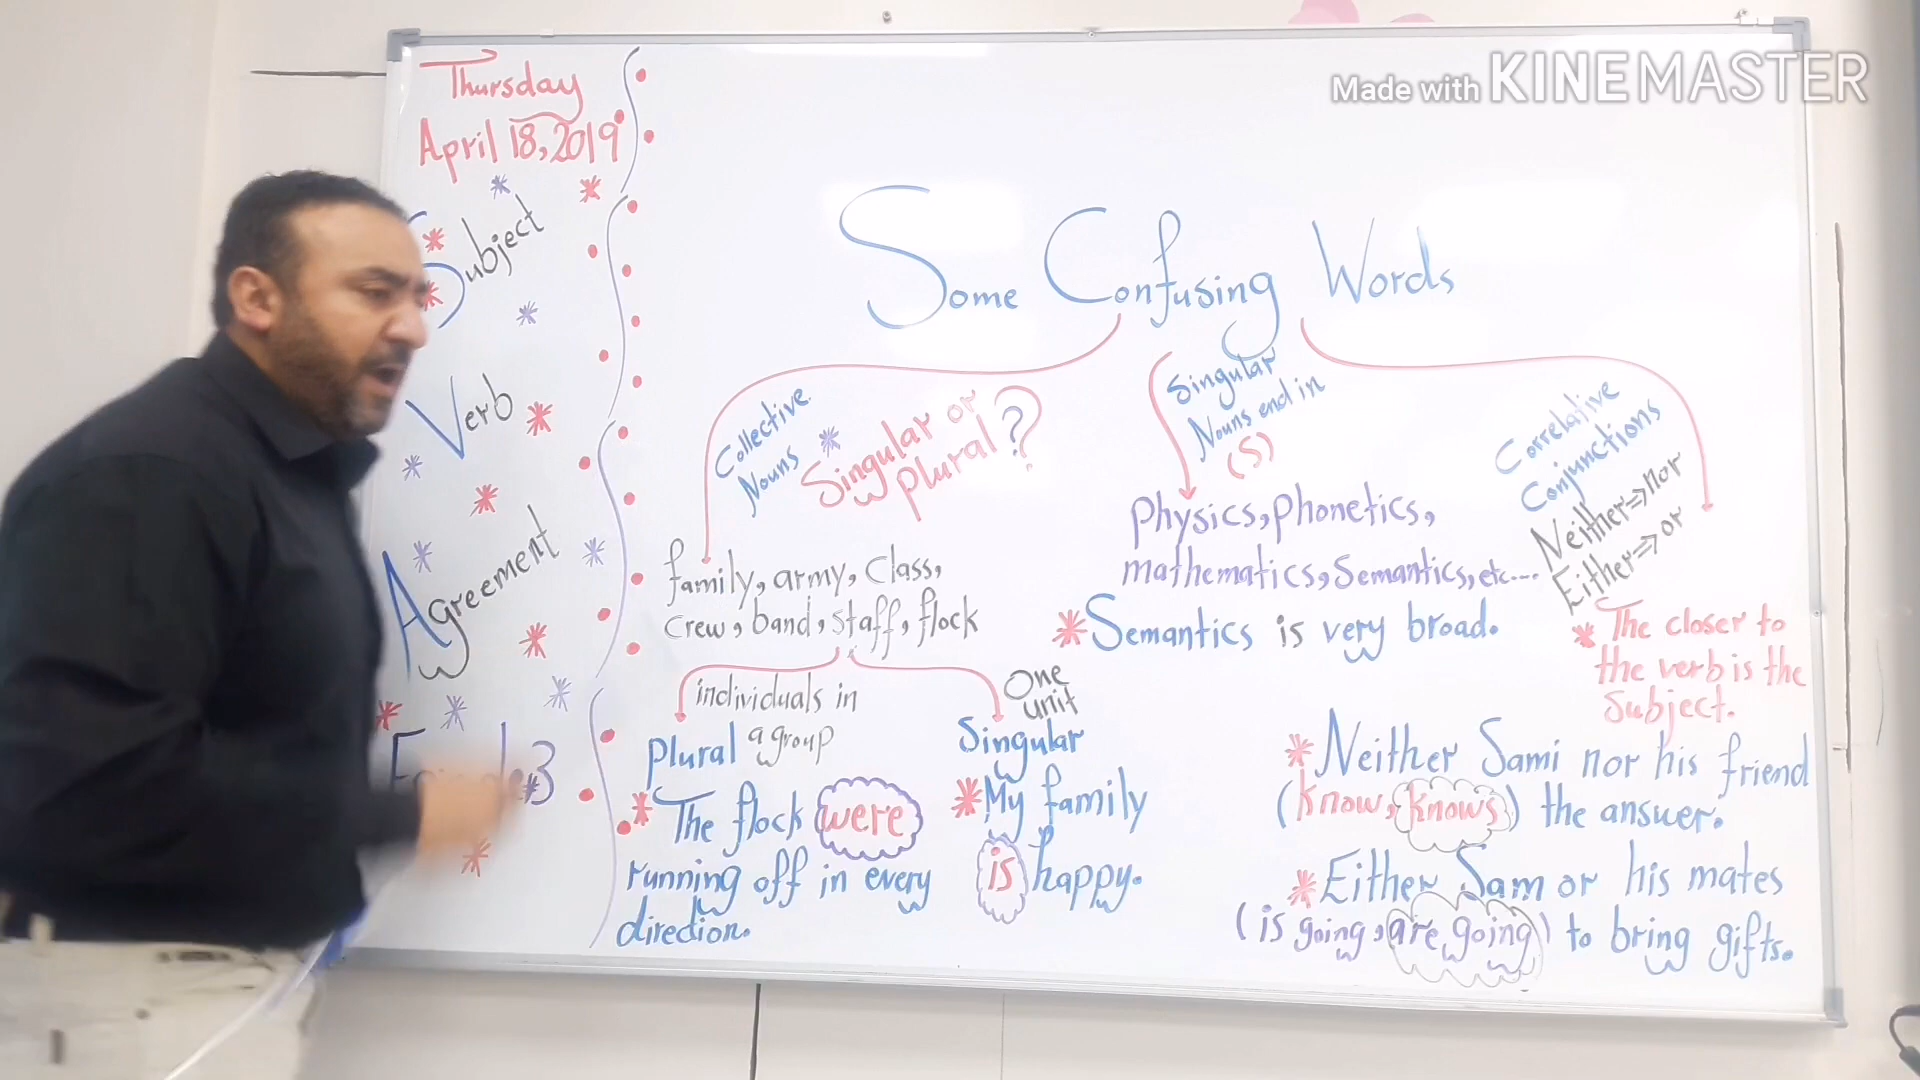 Made with KINEMASTER
Thursday
April 18, 2019
Subject
Verb
Agreement
3
Some Confusing Words
Collective
Nouns
Singular or
plural?
family, army, class,
crew, band, staff, flock
individuals in
a group
Plural
The flock were
running off in every
direction.
One
unit
Singular
My family
is happy.
Singular
Nouns end in
(S)
Physics, phonetics,
mathematics, Semantics, etc....
Semantics is very broad.
Correlative
Conjunctions
Neither => nor
Either => or
The closer to
the verb is the
Subject.
Neither Sami nor his friend
(know, knows) the answer.
Either Sam or his mates
(is going, are going) to bring gifts.